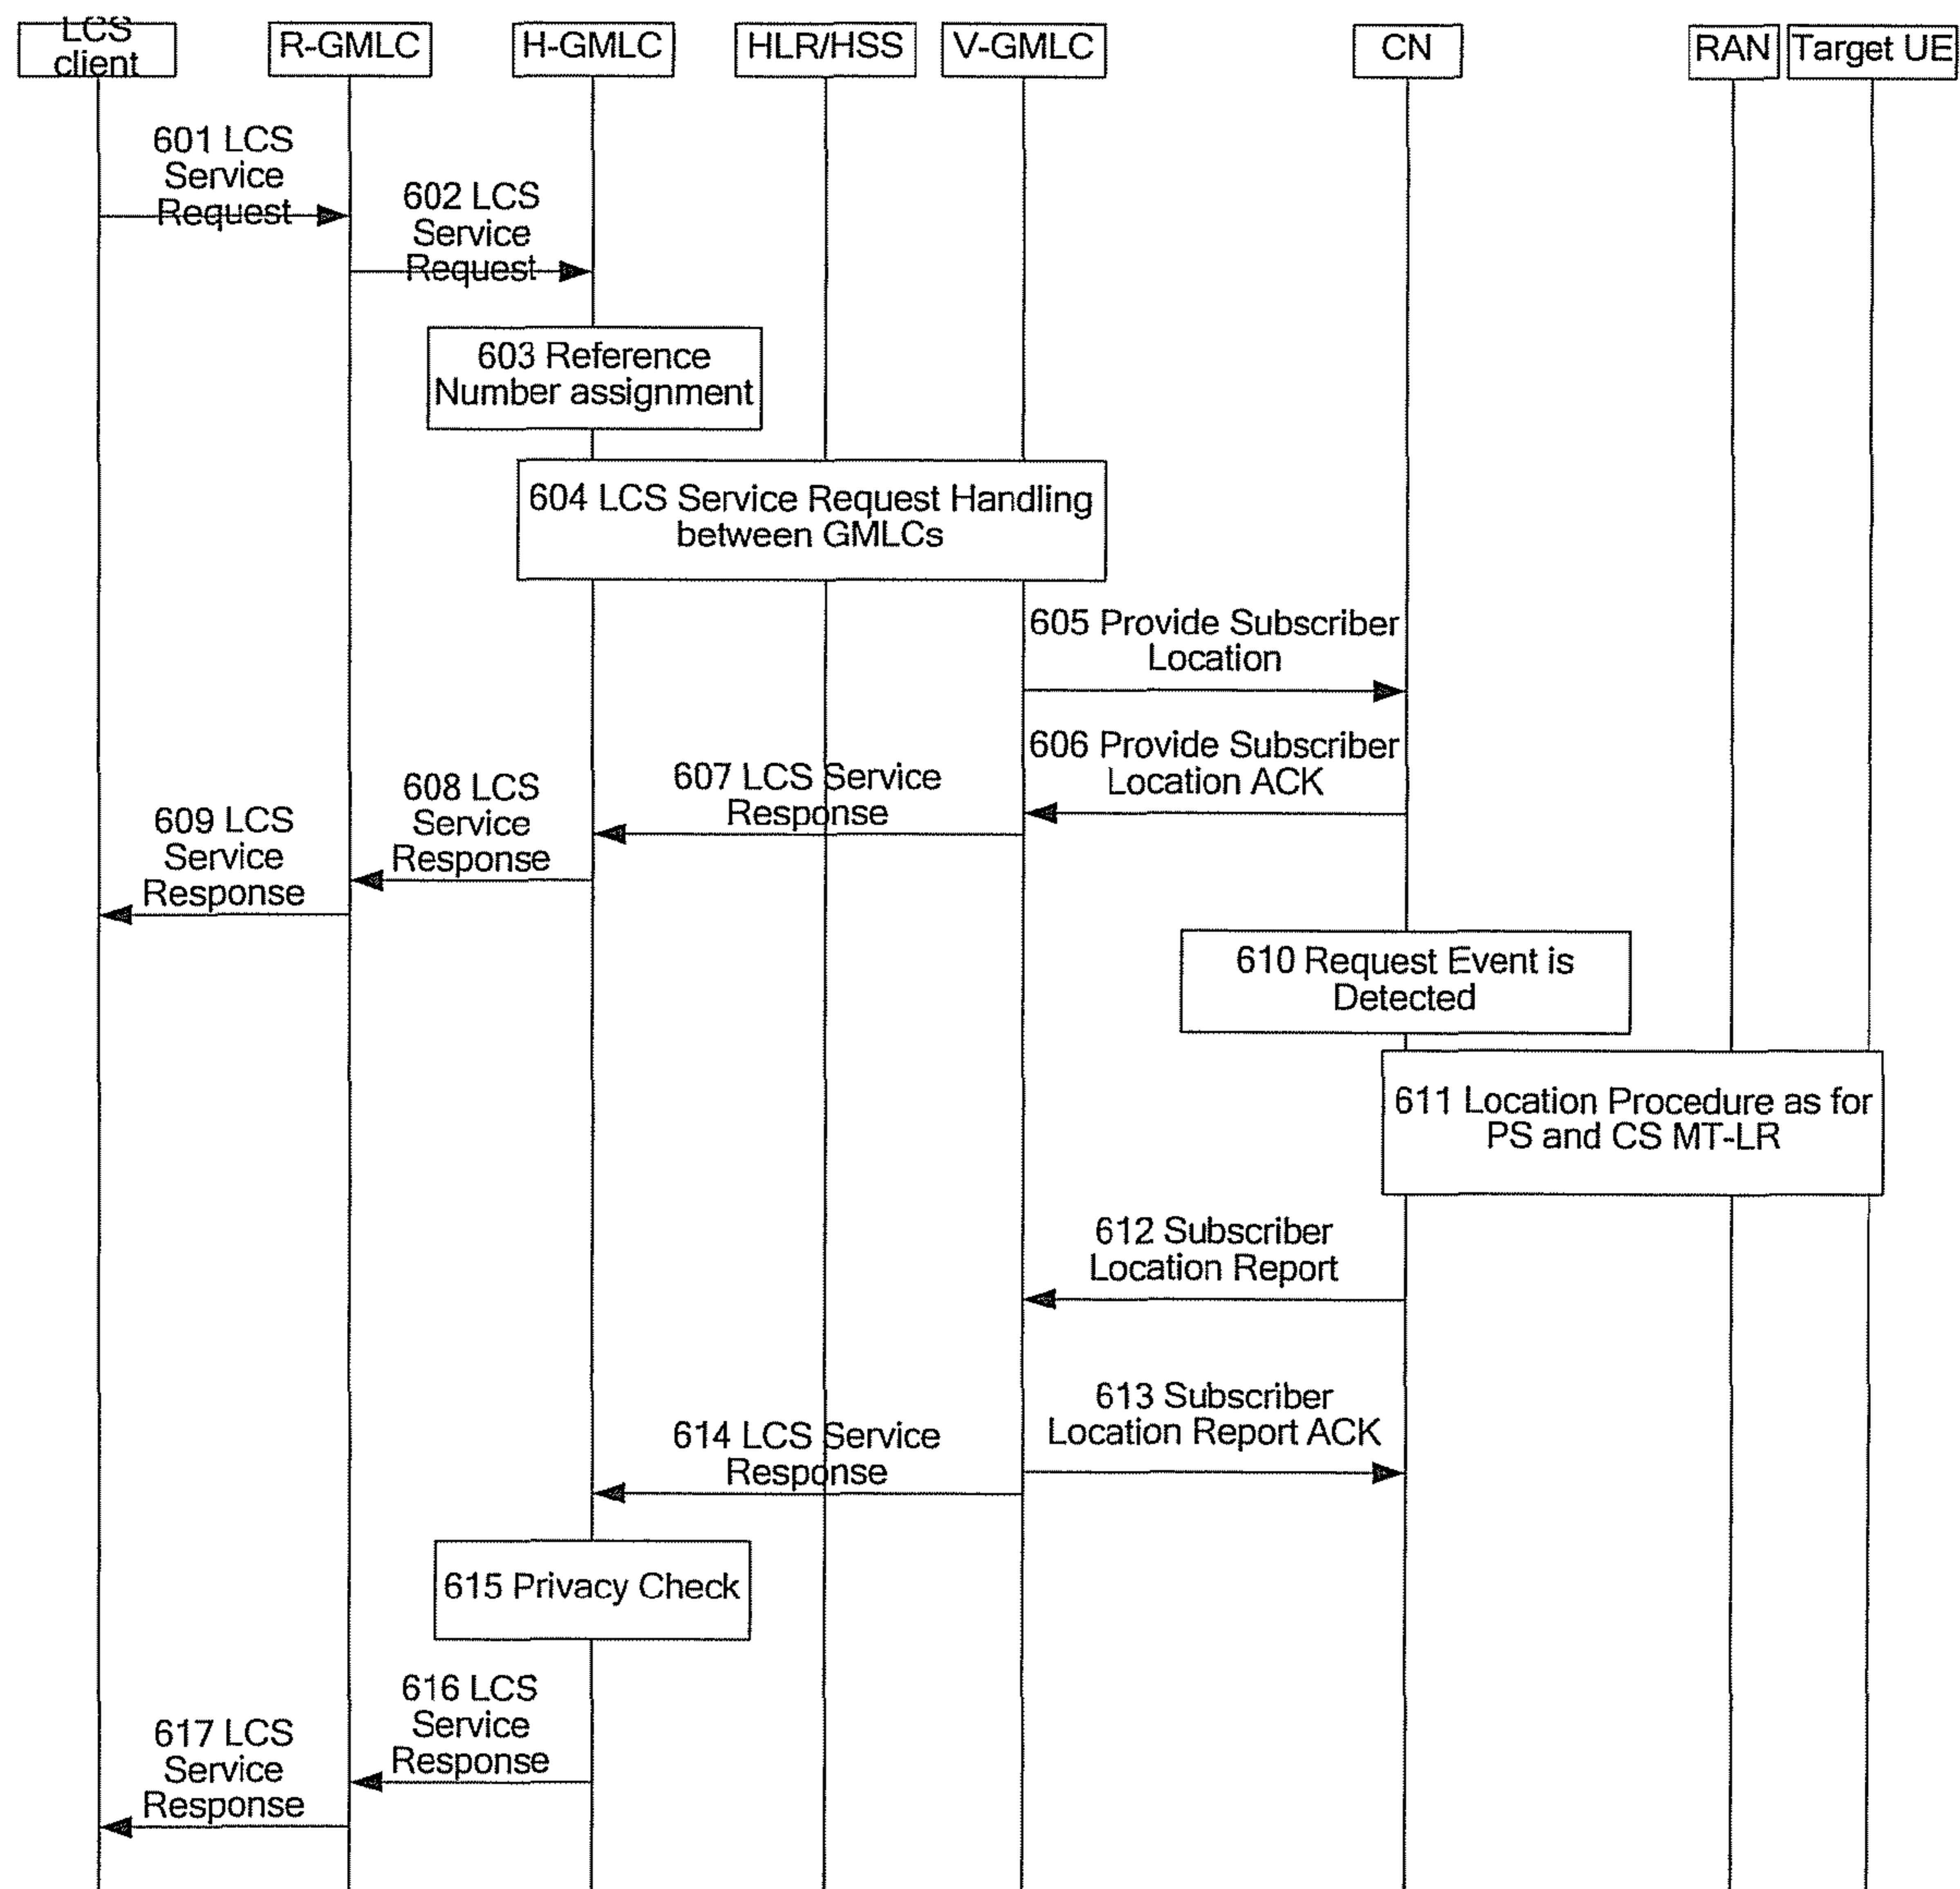 LCS
client
R-GMLC
H-GMLC
HLR/HSS
V-GMLC
CN
RAN
Target UE
601 LCS
Service
Request
602 LCS
Service
Request
603 Reference
Number assignment
604 LCS Service Request Handling
between GMLCs
605 Provide Subscriber
Location
606 Provide Subscriber
Location ACK
607 LCS Service
Response
608 LCS
Service
Response
609 LCS
Service
Response
610 Request Event is
Detected
611 Location Procedure as for
PS and CS MT-LR
612 Subscriber
Location Report
613 Subscriber
Location Report ACK
614 LCS Service
Response
615 Privacy Check
616 LCS
Service
Response
617 LCS
Service
Response